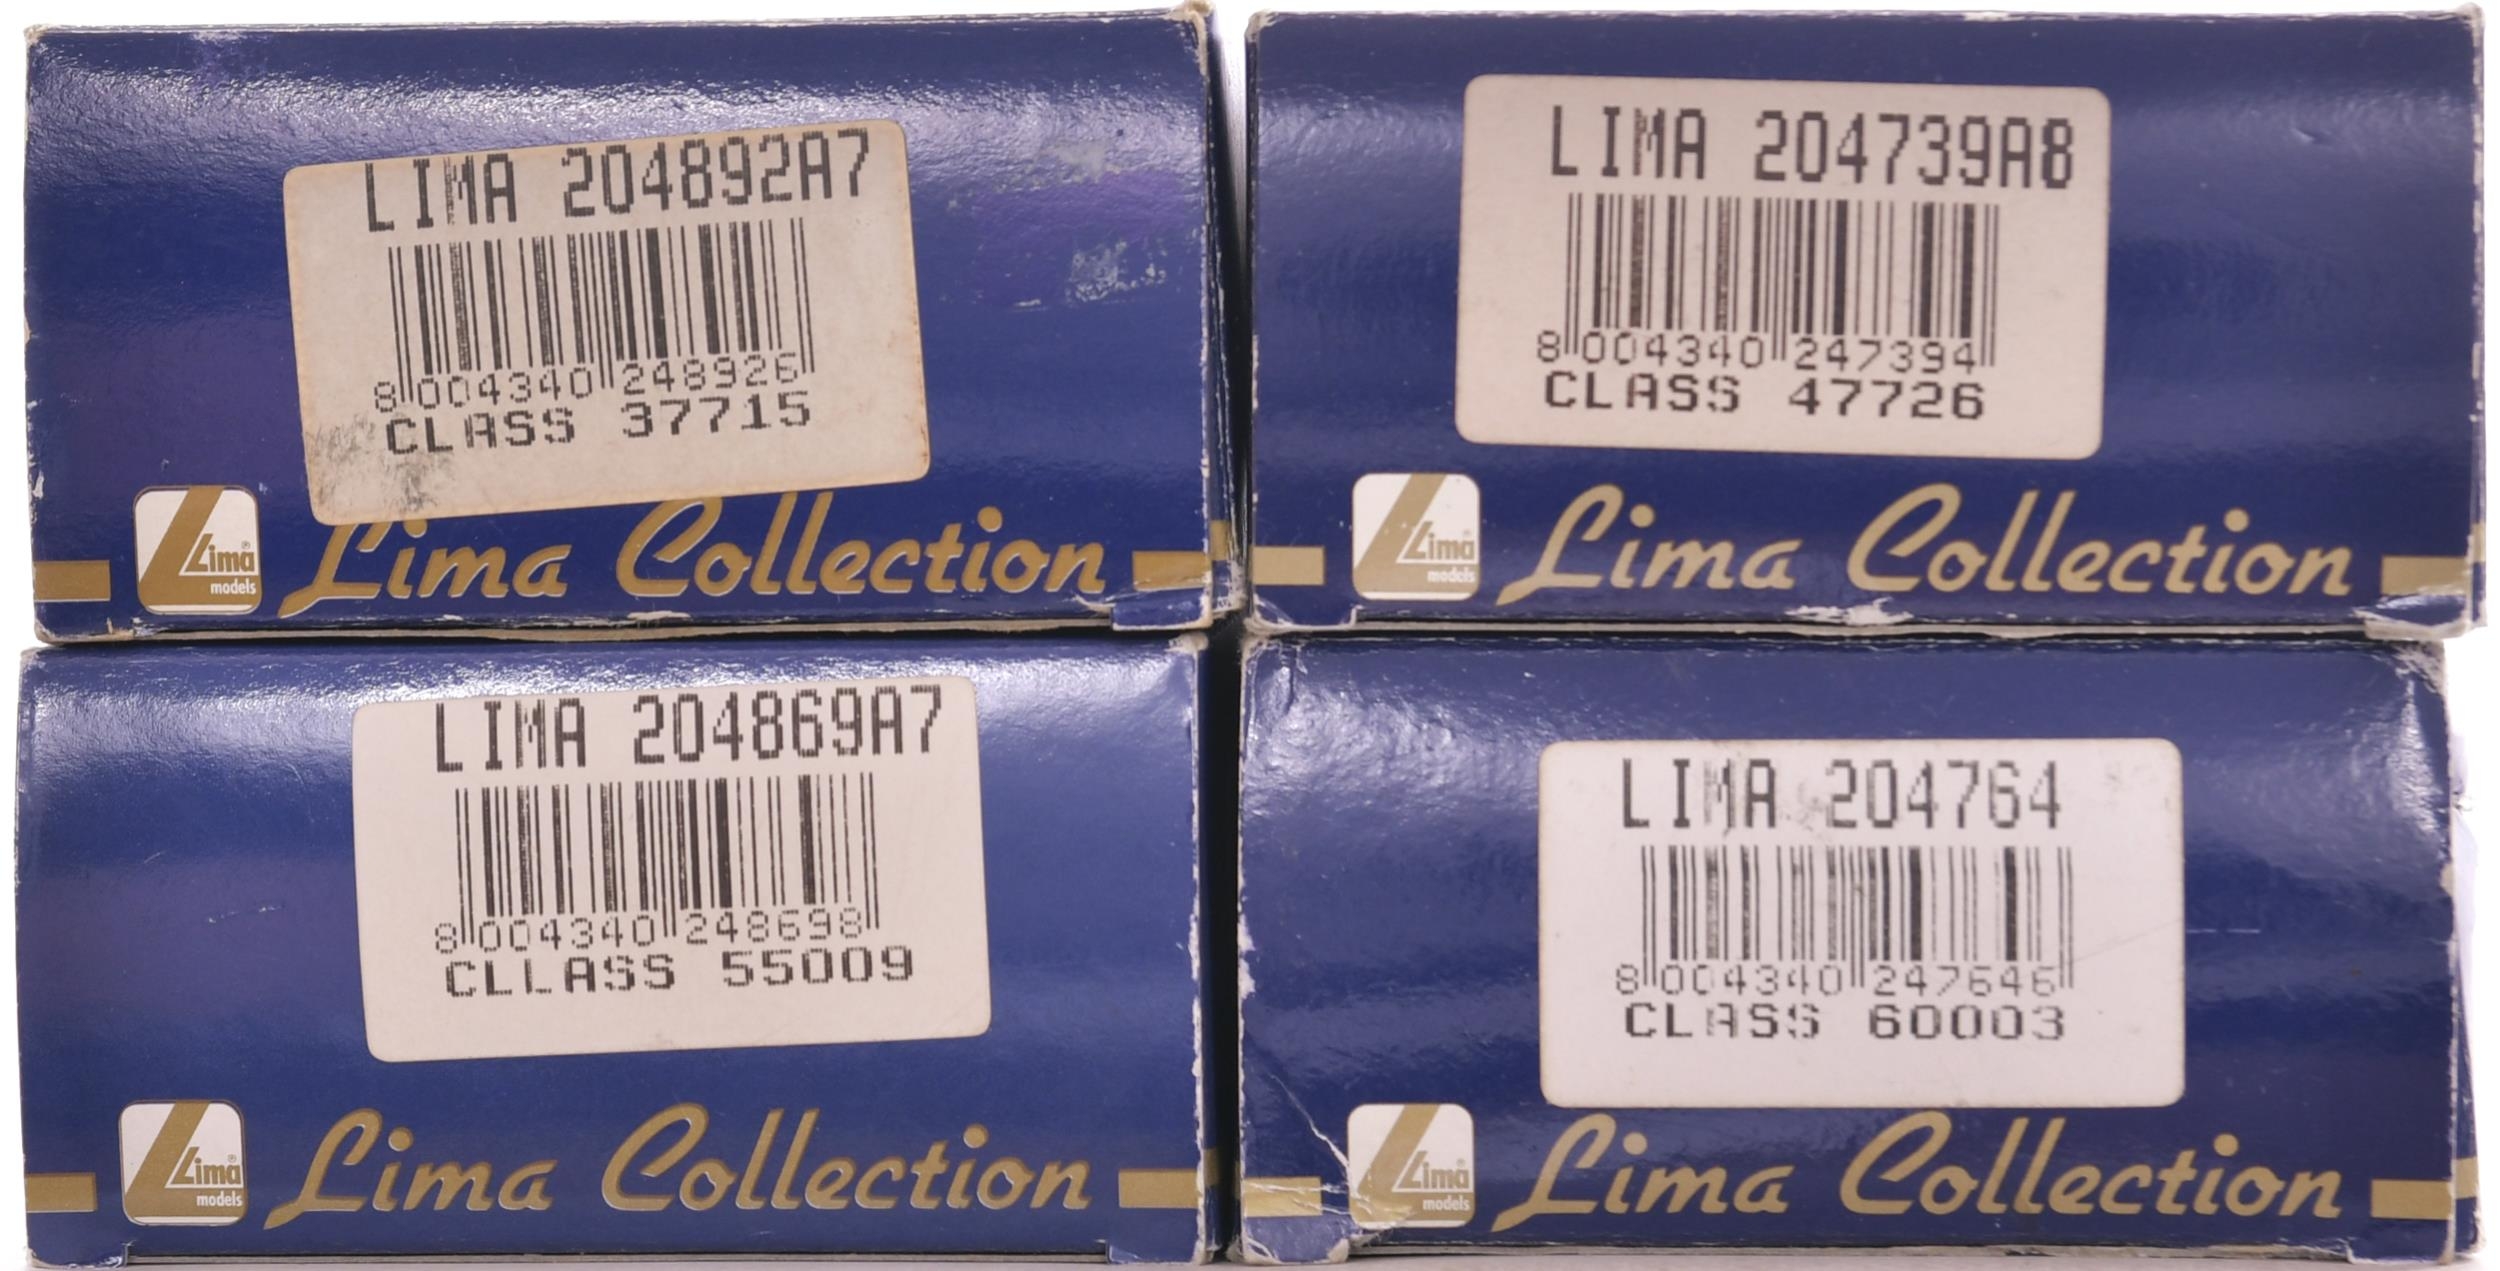 LIMA 204892A7
8 004340 248926
CLASS 37715
Lima®
models
Lima Collection
LIMA 204739A8
8 004340 247394
CLASS 47726
Lima®
models
Lima Collection
LIMA 204869A7
8 004340 248698
CLLASS 55009
Lima®
models
Lima Collection
LIMA 204764
8 004340 247646
CLASS 60003
Lima®
models
Lima Collection